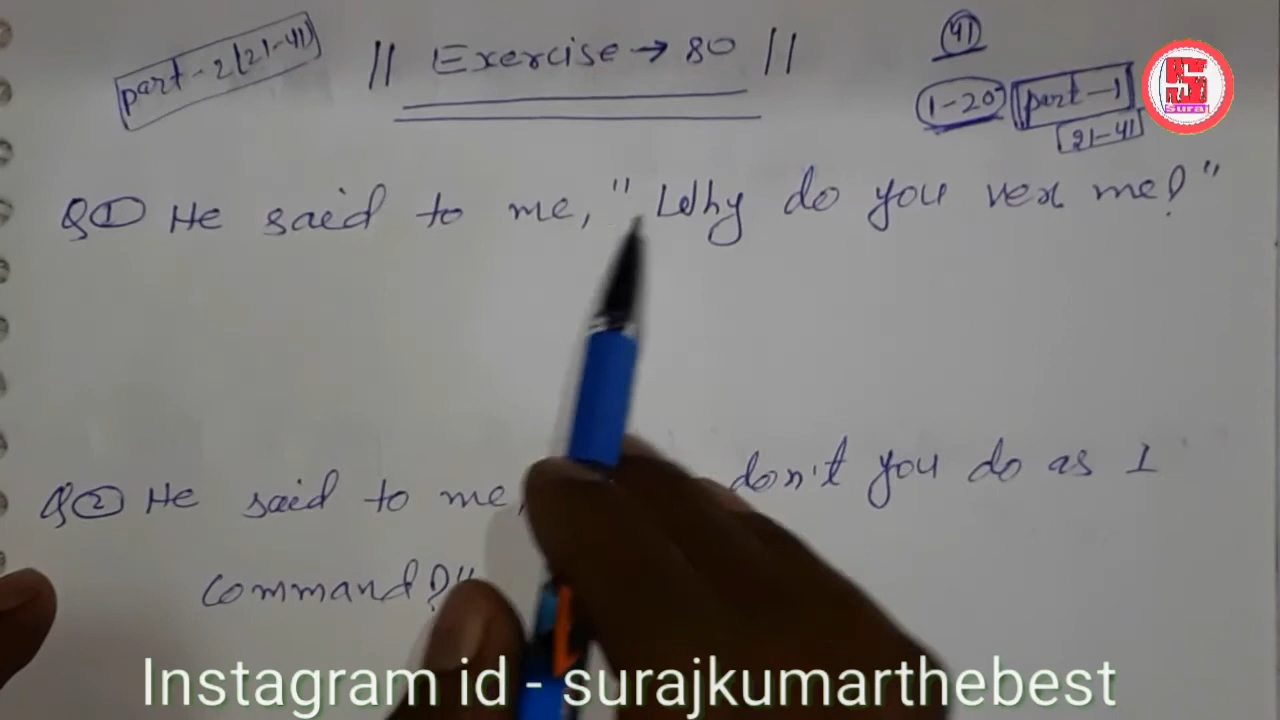 part-2(21-41)
|| Exercise → 80 ||
41
1-20 part-1
21-41
S
Suraj
Q① He said to me, "Why do you vex me?"
Q② He said to me, don't you do as I
command?"
Instagram id - surajkumarthebest